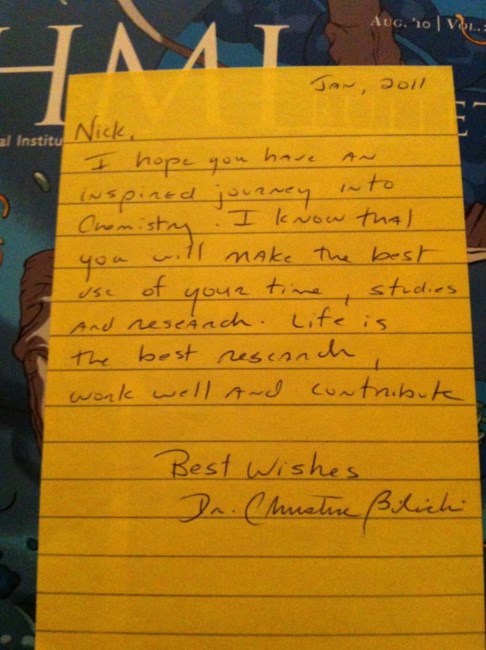 AUG. '10 | VOL.
HMI
al Institu
Jan, 2011
Nick,
I hope you have an
inspired journey into
Chemistry. I know that
you will make the best
use of your time, studies
and research. Life is
the best research,
work well and contribute
Best Wishes
Dr. Christine